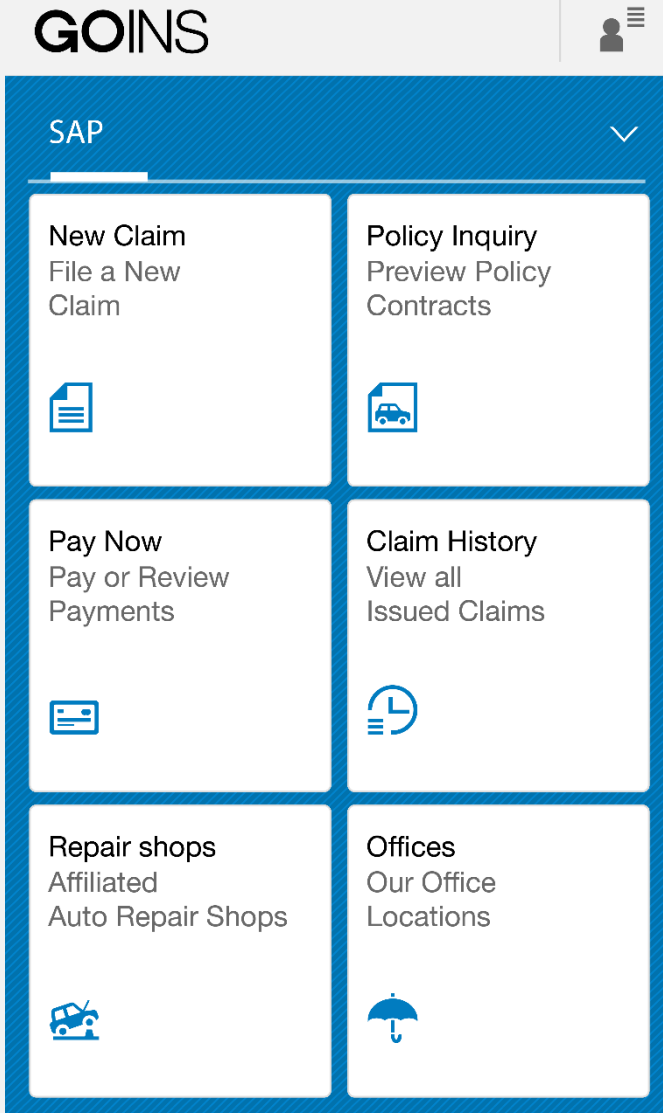 GOINS
SAP
New Claim
File a New
Claim
Policy Inquiry
Preview Policy
Contracts
Pay Now
Pay or Review
Payments
Claim History
View all
Issued Claims
Repair shops
Affiliated
Auto Repair Shops
Offices
Our Office
Locations